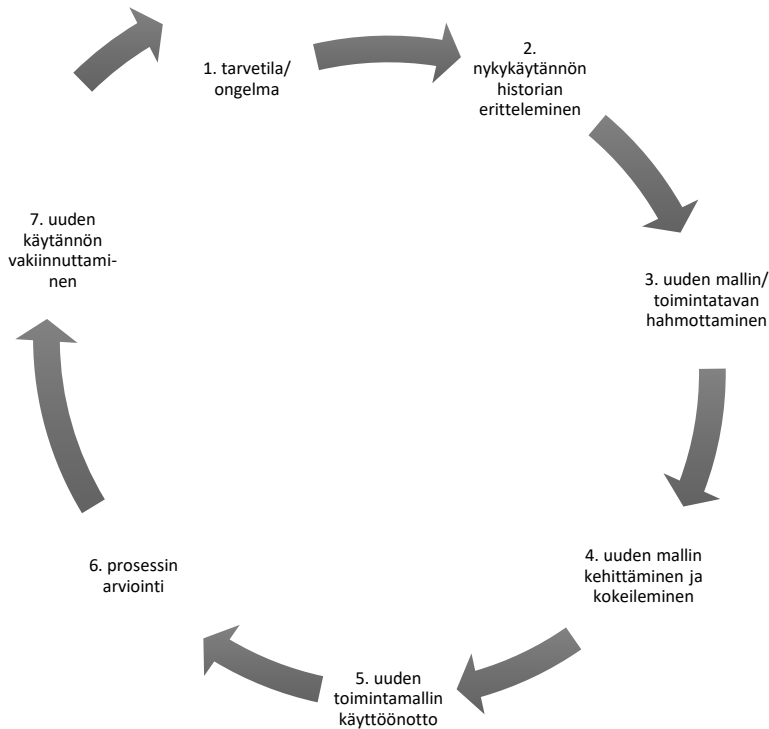 1. tarvetila/
ongelma
2.
nykykäytännön
historian
eritteleminen
3. uuden mallin/
toimintatavan
hahmottaminen
4. uuden mallin
kehittäminen ja
kokeileminen
5. uuden
toimintamallin
käyttöönotto
6. prosessin
arviointi
7. uuden
käytännön
vakiinnuttami-
nen